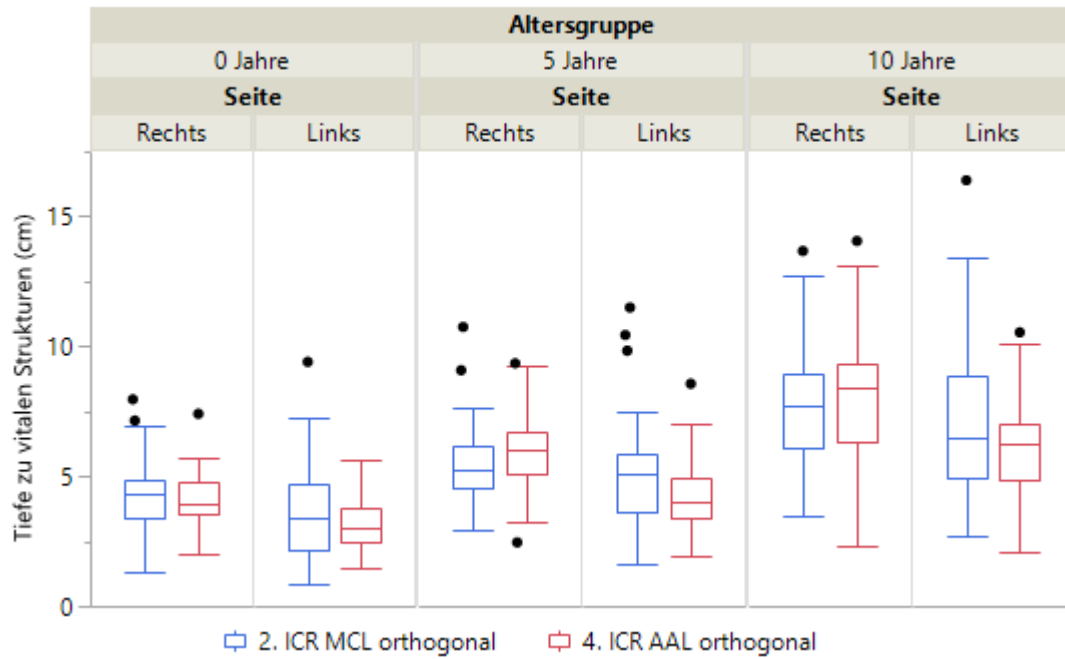 Altersgruppe
0 Jahre 5 Jahre 10 Jahre
Seite Seite Seite
Rechts Links Rechts Links Rechts Links
Tiefe zu vitalen Strukturen (cm)
15
10
5
0
2. ICR MCL orthogonal 4. ICR AAL orthogonal